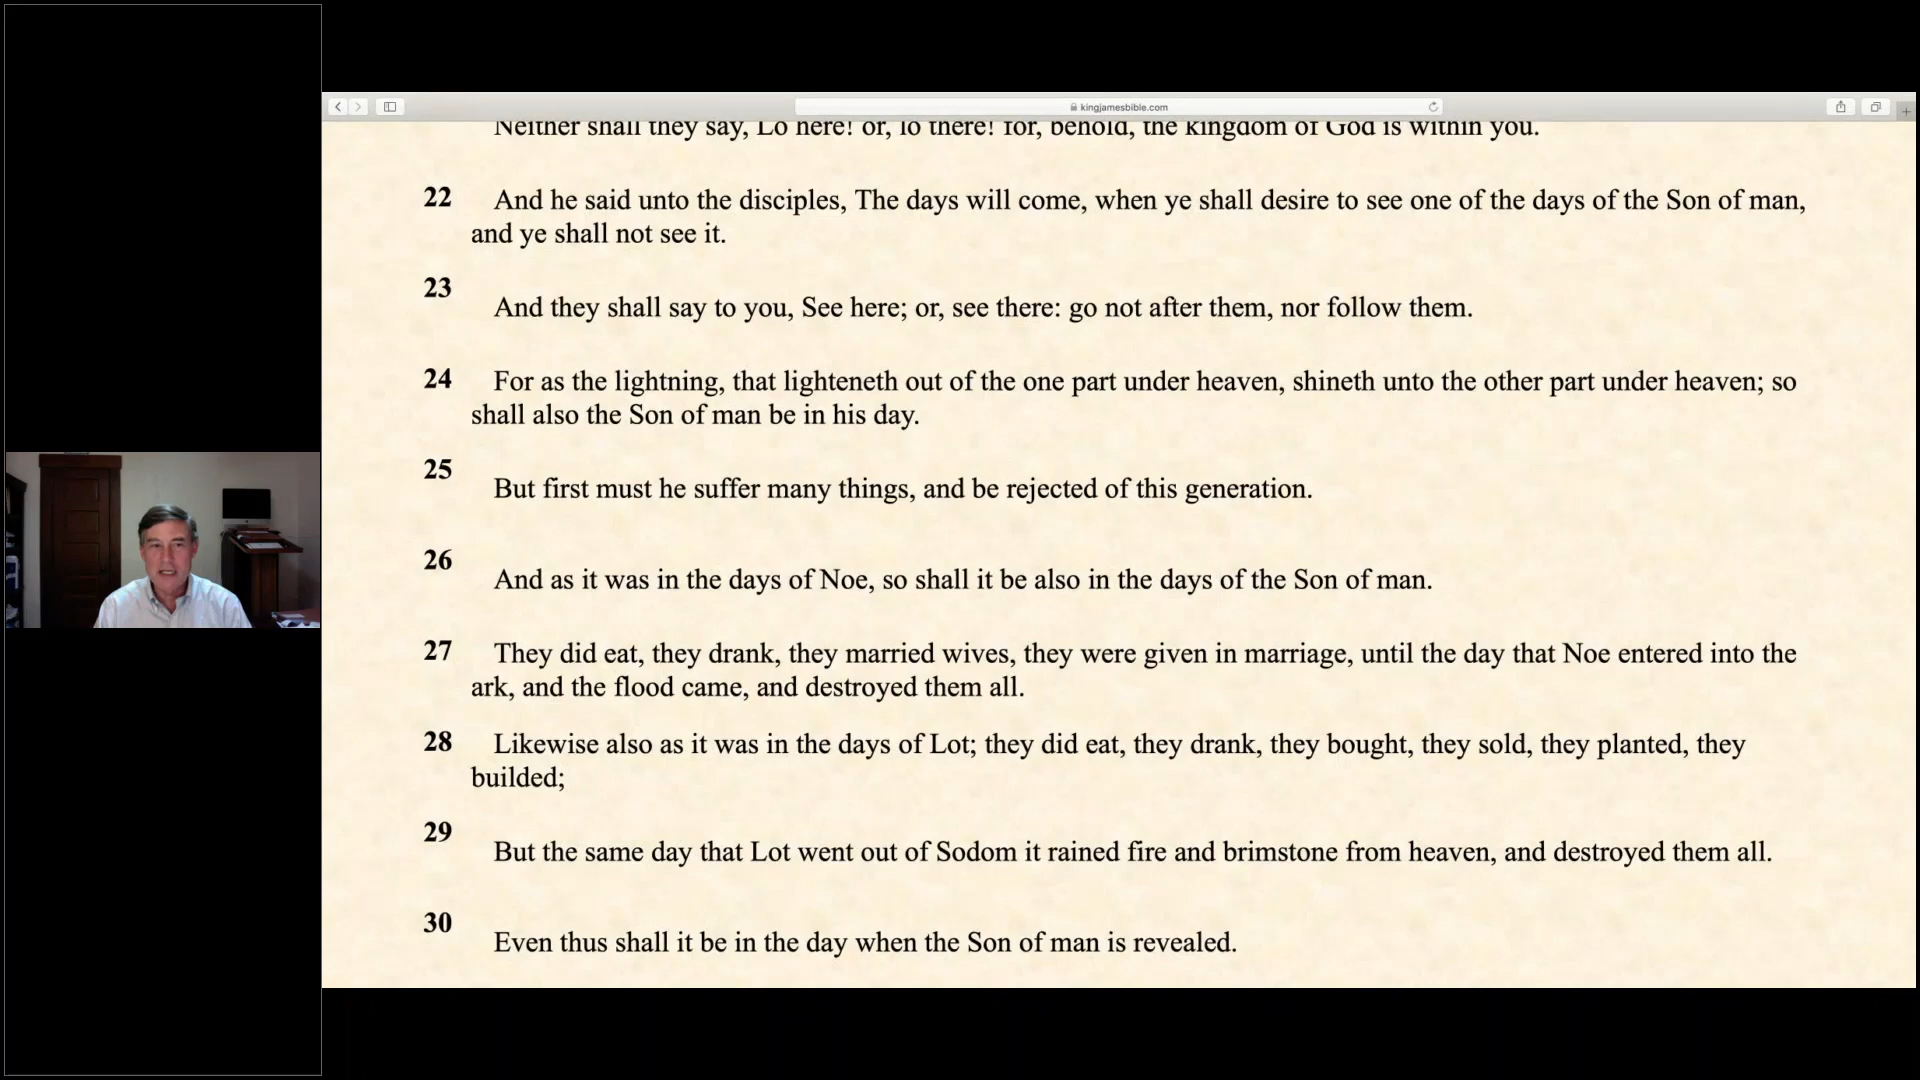 kingjamesbible.com
Neither shall they say, Lo here! or, lo there! for, behold, the kingdom of God is within you.
22 And he said unto the disciples, The days will come, when ye shall desire to see one of the days of the Son of man,
and ye shall not see it.
23 And they shall say to you, See here; or, see there: go not after them, nor follow them.
24 For as the lightning, that lighteneth out of the one part under heaven, shineth unto the other part under heaven; so
shall also the Son of man be in his day.
25 But first must he suffer many things, and be rejected of this generation.
26 And as it was in the days of Noe, so shall it be also in the days of the Son of man.
27 They did eat, they drank, they married wives, they were given in marriage, until the day that Noe entered into the
ark, and the flood came, and destroyed them all.
28 Likewise also as it was in the days of Lot; they did eat, they drank, they bought, they sold, they planted, they
builded;
29 But the same day that Lot went out of Sodom it rained fire and brimstone from heaven, and destroyed them all.
30 Even thus shall it be in the day when the Son of man is revealed.